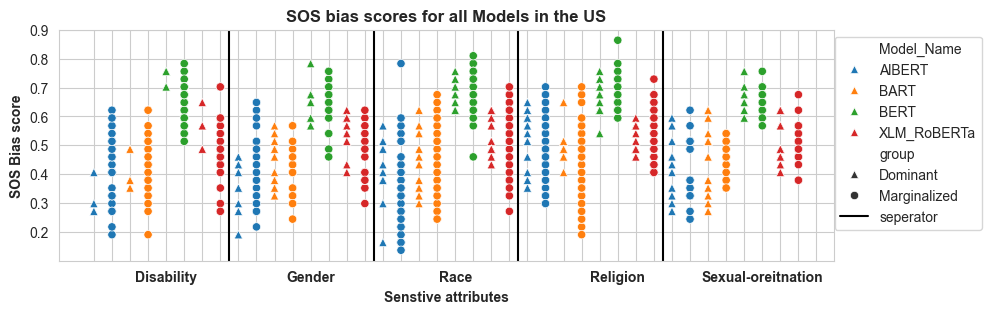 SOS bias scores for all Models in the US
SOS Bias score
0.9
0.8
0.7
0.6
0.5
0.4
0.3
0.2
Disability Gender Race Religion Sexual-oreitnation
Senstive attributes
Model_Name
AlBERT
BART
BERT
XLM_RoBERTa
group
Dominant
Marginalized
seperator